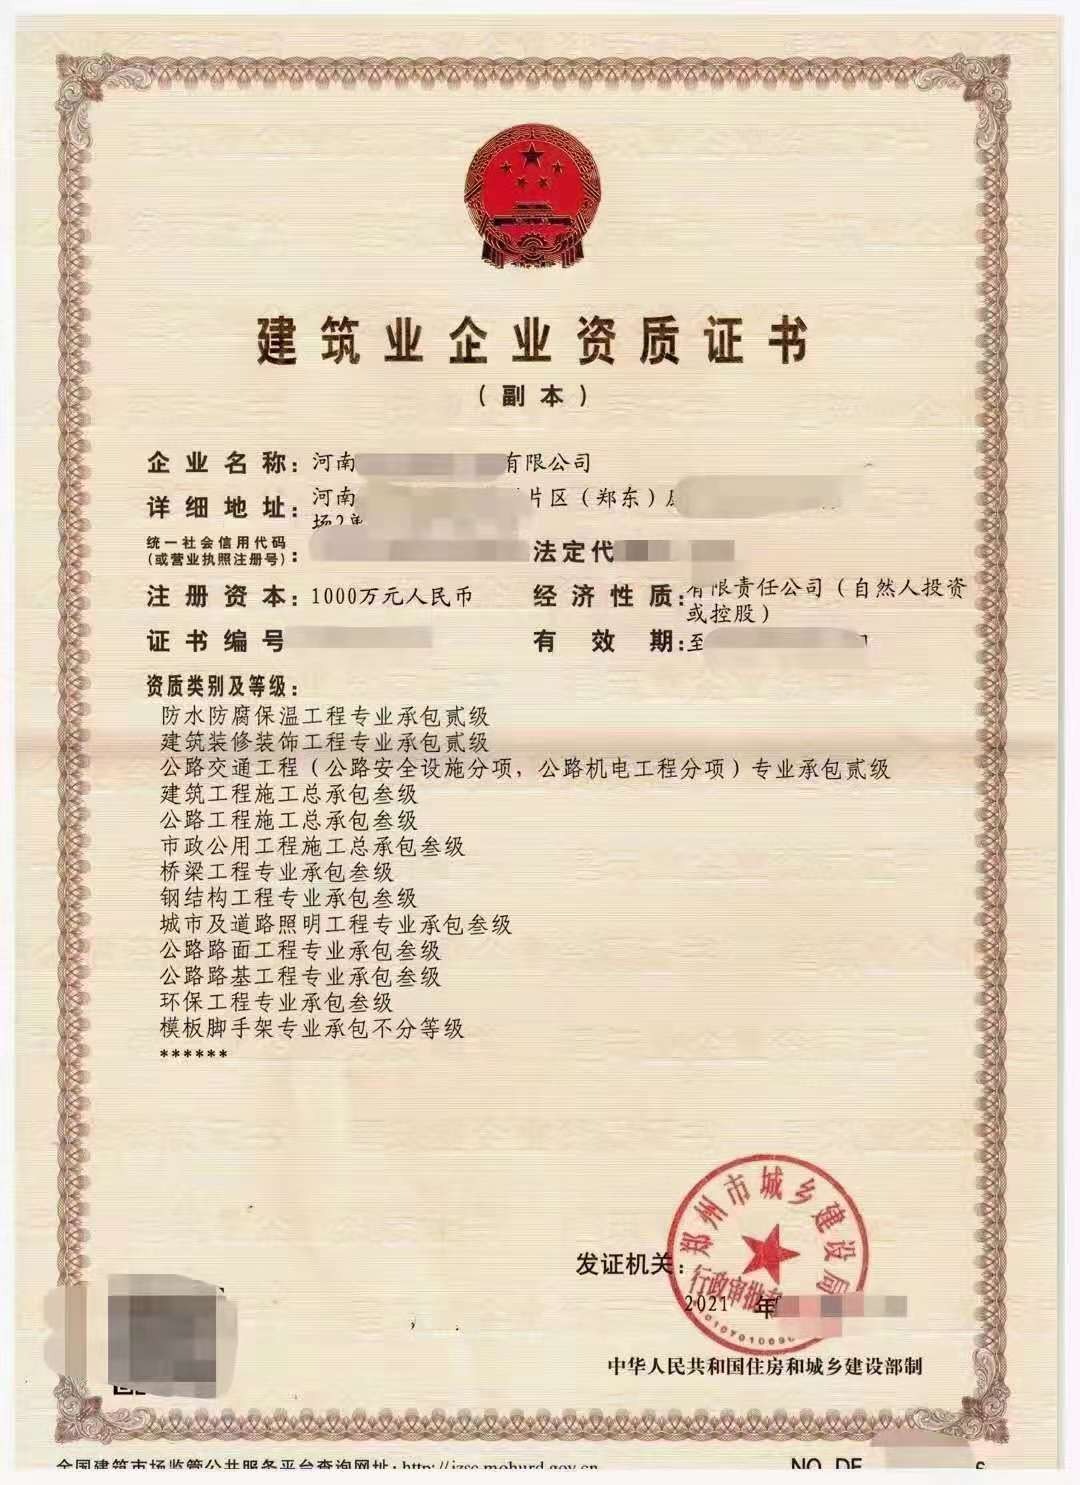 建筑业企业资质证书
（副本）
企业名称：河南 有限公司
详细地址：河南 片区（郑东）
场2
统一社会信用代码
（或营业执照注册号）：
法定代
注册资本：1000万元人民币
经济性质：有限责任公司（自然人投资
或控股）
证书编号
有效期：至
资质类别及等级：
防水防腐保温工程专业承包贰级
建筑装修装饰工程专业承包贰级
公路交通工程（公路安全设施分项，公路机电工程分项）专业承包贰级
建筑工程施工总承包叁级
公路工程施工总承包叁级
市政公用工程施工总承包叁级
桥梁工程专业承包叁级
钢结构工程专业承包叁级
城市及道路照明工程专业承包叁级
公路路面工程专业承包叁级
公路路基工程专业承包叁级
环保工程专业承包叁级
模板脚手架专业承包不分等级
******
郑州市城乡建设局
发证机关：
行政审批
2021 年
中华人民共和国住房和城乡建设部制
全国建筑市场监管公共服务平台查询网址：http://jzsc.mohurd.gov.cn
NO.DF